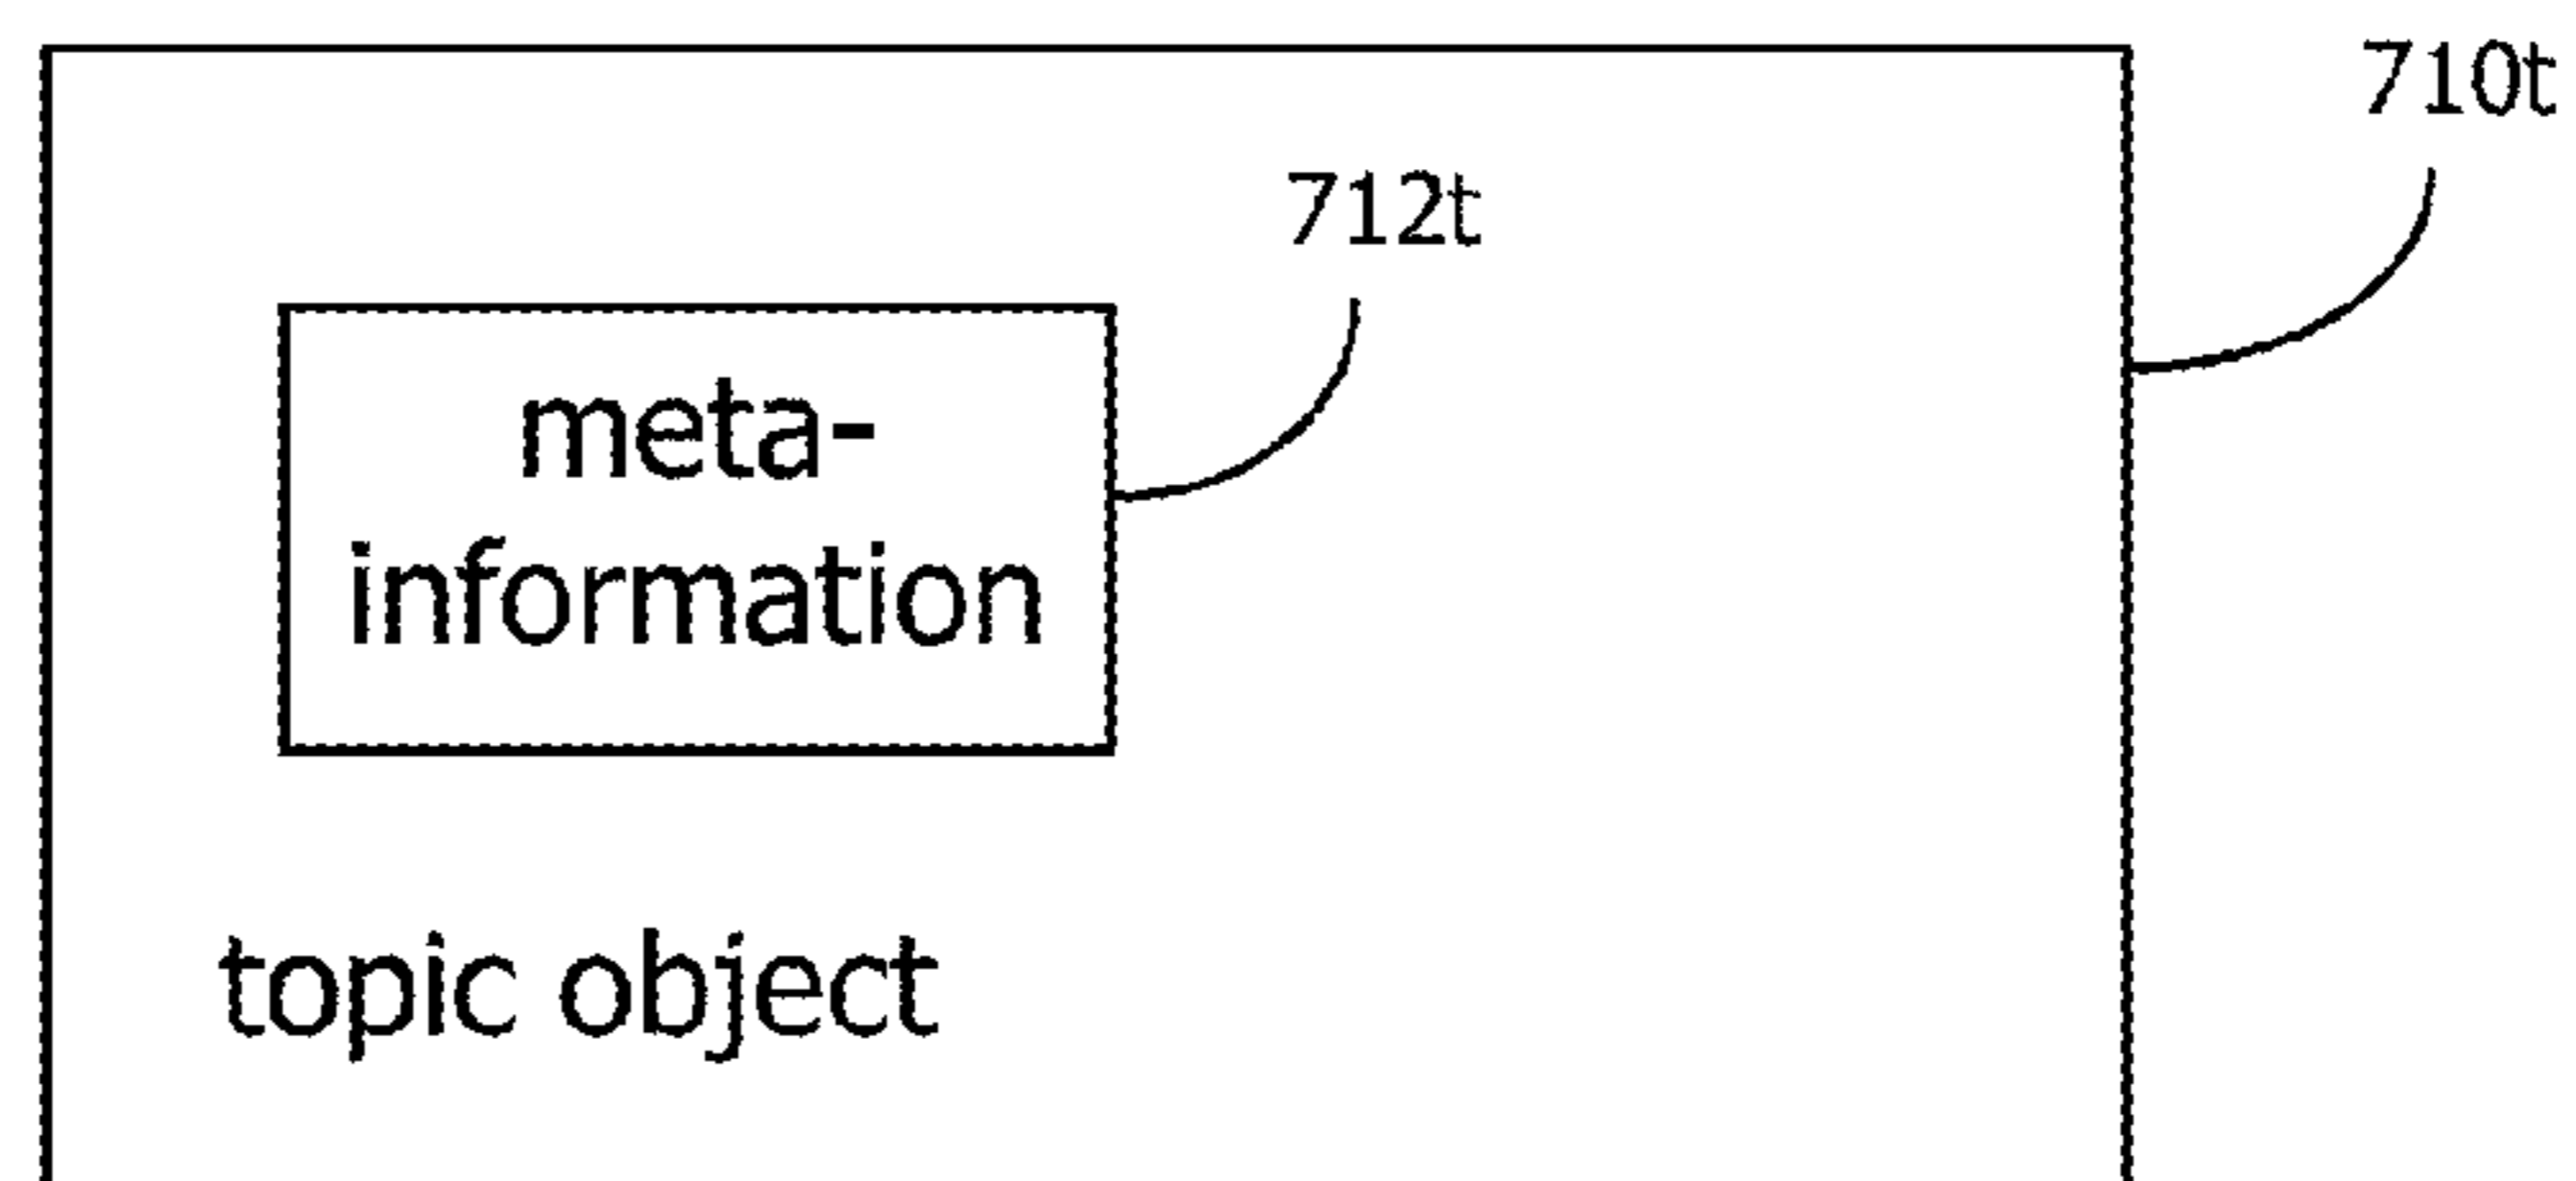 710t
712t
meta-
information
topic object